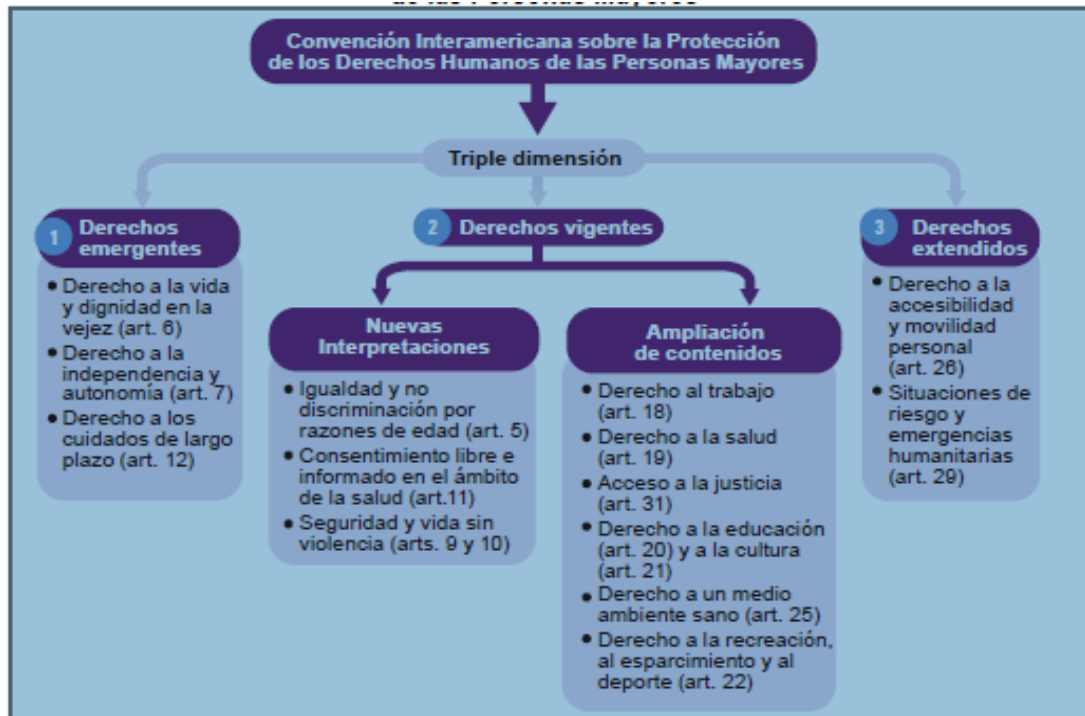 de las Personas Mayores
Convención Interamericana sobre la Protección
de los Derechos Humanos de las Personas Mayores
Triple dimensión
1
Derechos
emergentes
• Derecho a la vida
y dignidad en la
vejez (art. 6)
• Derecho a la
independencia y
autonomía (art. 7)
• Derecho a los
cuidados de largo
plazo (art. 12)
2
Derechos vigentes
Nuevas
Interpretaciones
• Igualdad y no
discriminación por
razones de edad (art. 5)
• Consentimiento libre e
informado en el ámbito
de la salud (art.11)
• Seguridad y vida sin
violencia (arts. 9 y 10)
Ampliación
de contenidos
• Derecho al trabajo
(art. 18)
• Derecho a la salud
(art. 19)
• Acceso a la justicia
(art. 31)
• Derecho a la educación
(art. 20) y a la cultura
(art. 21)
• Derecho a un medio
ambiente sano (art. 25)
• Derecho a la recreación,
al esparcimiento y al
deporte (art. 22)
3
Derechos
extendidos
• Derecho a la
accesibilidad
y movilidad
personal
(art. 26)
• Situaciones de
riesgo y
emergencias
humanitarias
(art. 29)